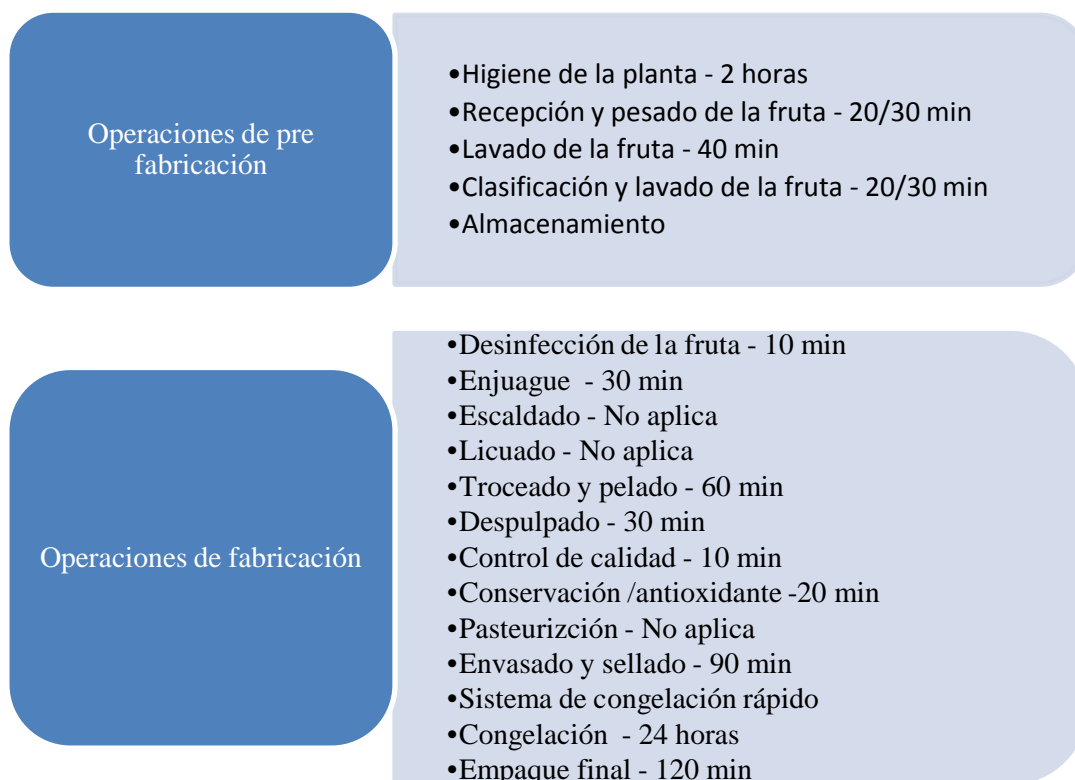 Operaciones de pre
fabricación
•Higiene de la planta - 2 horas
•Recepción y pesado de la fruta - 20/30 min
•Lavado de la fruta - 40 min
•Clasificación y lavado de la fruta - 20/30 min
•Almacenamiento
Operaciones de fabricación
•Desinfección de la fruta - 10 min
•Enjuague - 30 min
•Escaldado - No aplica
•Licuado - No aplica
•Troceado y pelado - 60 min
•Despulpado - 30 min
•Control de calidad - 10 min
•Conservación /antioxidante -20 min
•Pasteurizción - No aplica
•Envasado y sellado - 90 min
•Sistema de congelación rápido
•Congelación - 24 horas
•Empaque final - 120 min